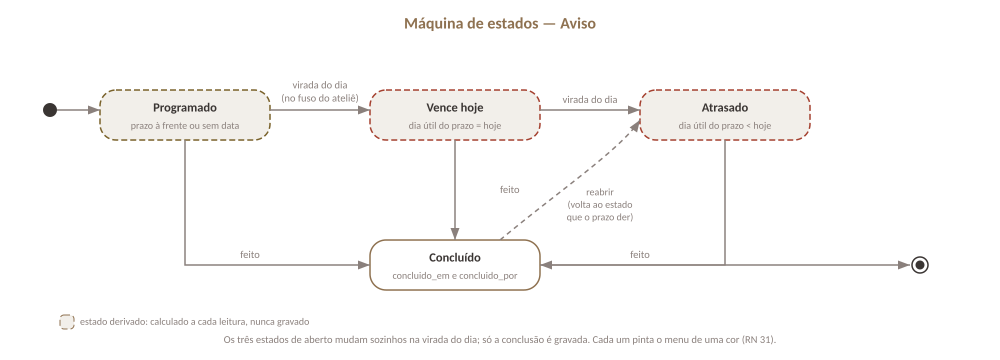 Máquina de estados — Aviso
virada do dia
(no fuso do ateliê)
virada do dia
Programado
prazo à frente ou sem data
Vence hoje
dia útil do prazo = hoje
Atrasado
dia útil do prazo < hoje
feito
reabrir
(volta ao estado
que o prazo der)
feito
feito
Concluído
concluido_em e concluido_por
estado derivado: calculado a cada leitura, nunca gravado
Os três estados de aberto mudam sozinhos na virada do dia; só a conclusão é gravada. Cada um pinta o menu de uma cor (RN 31).